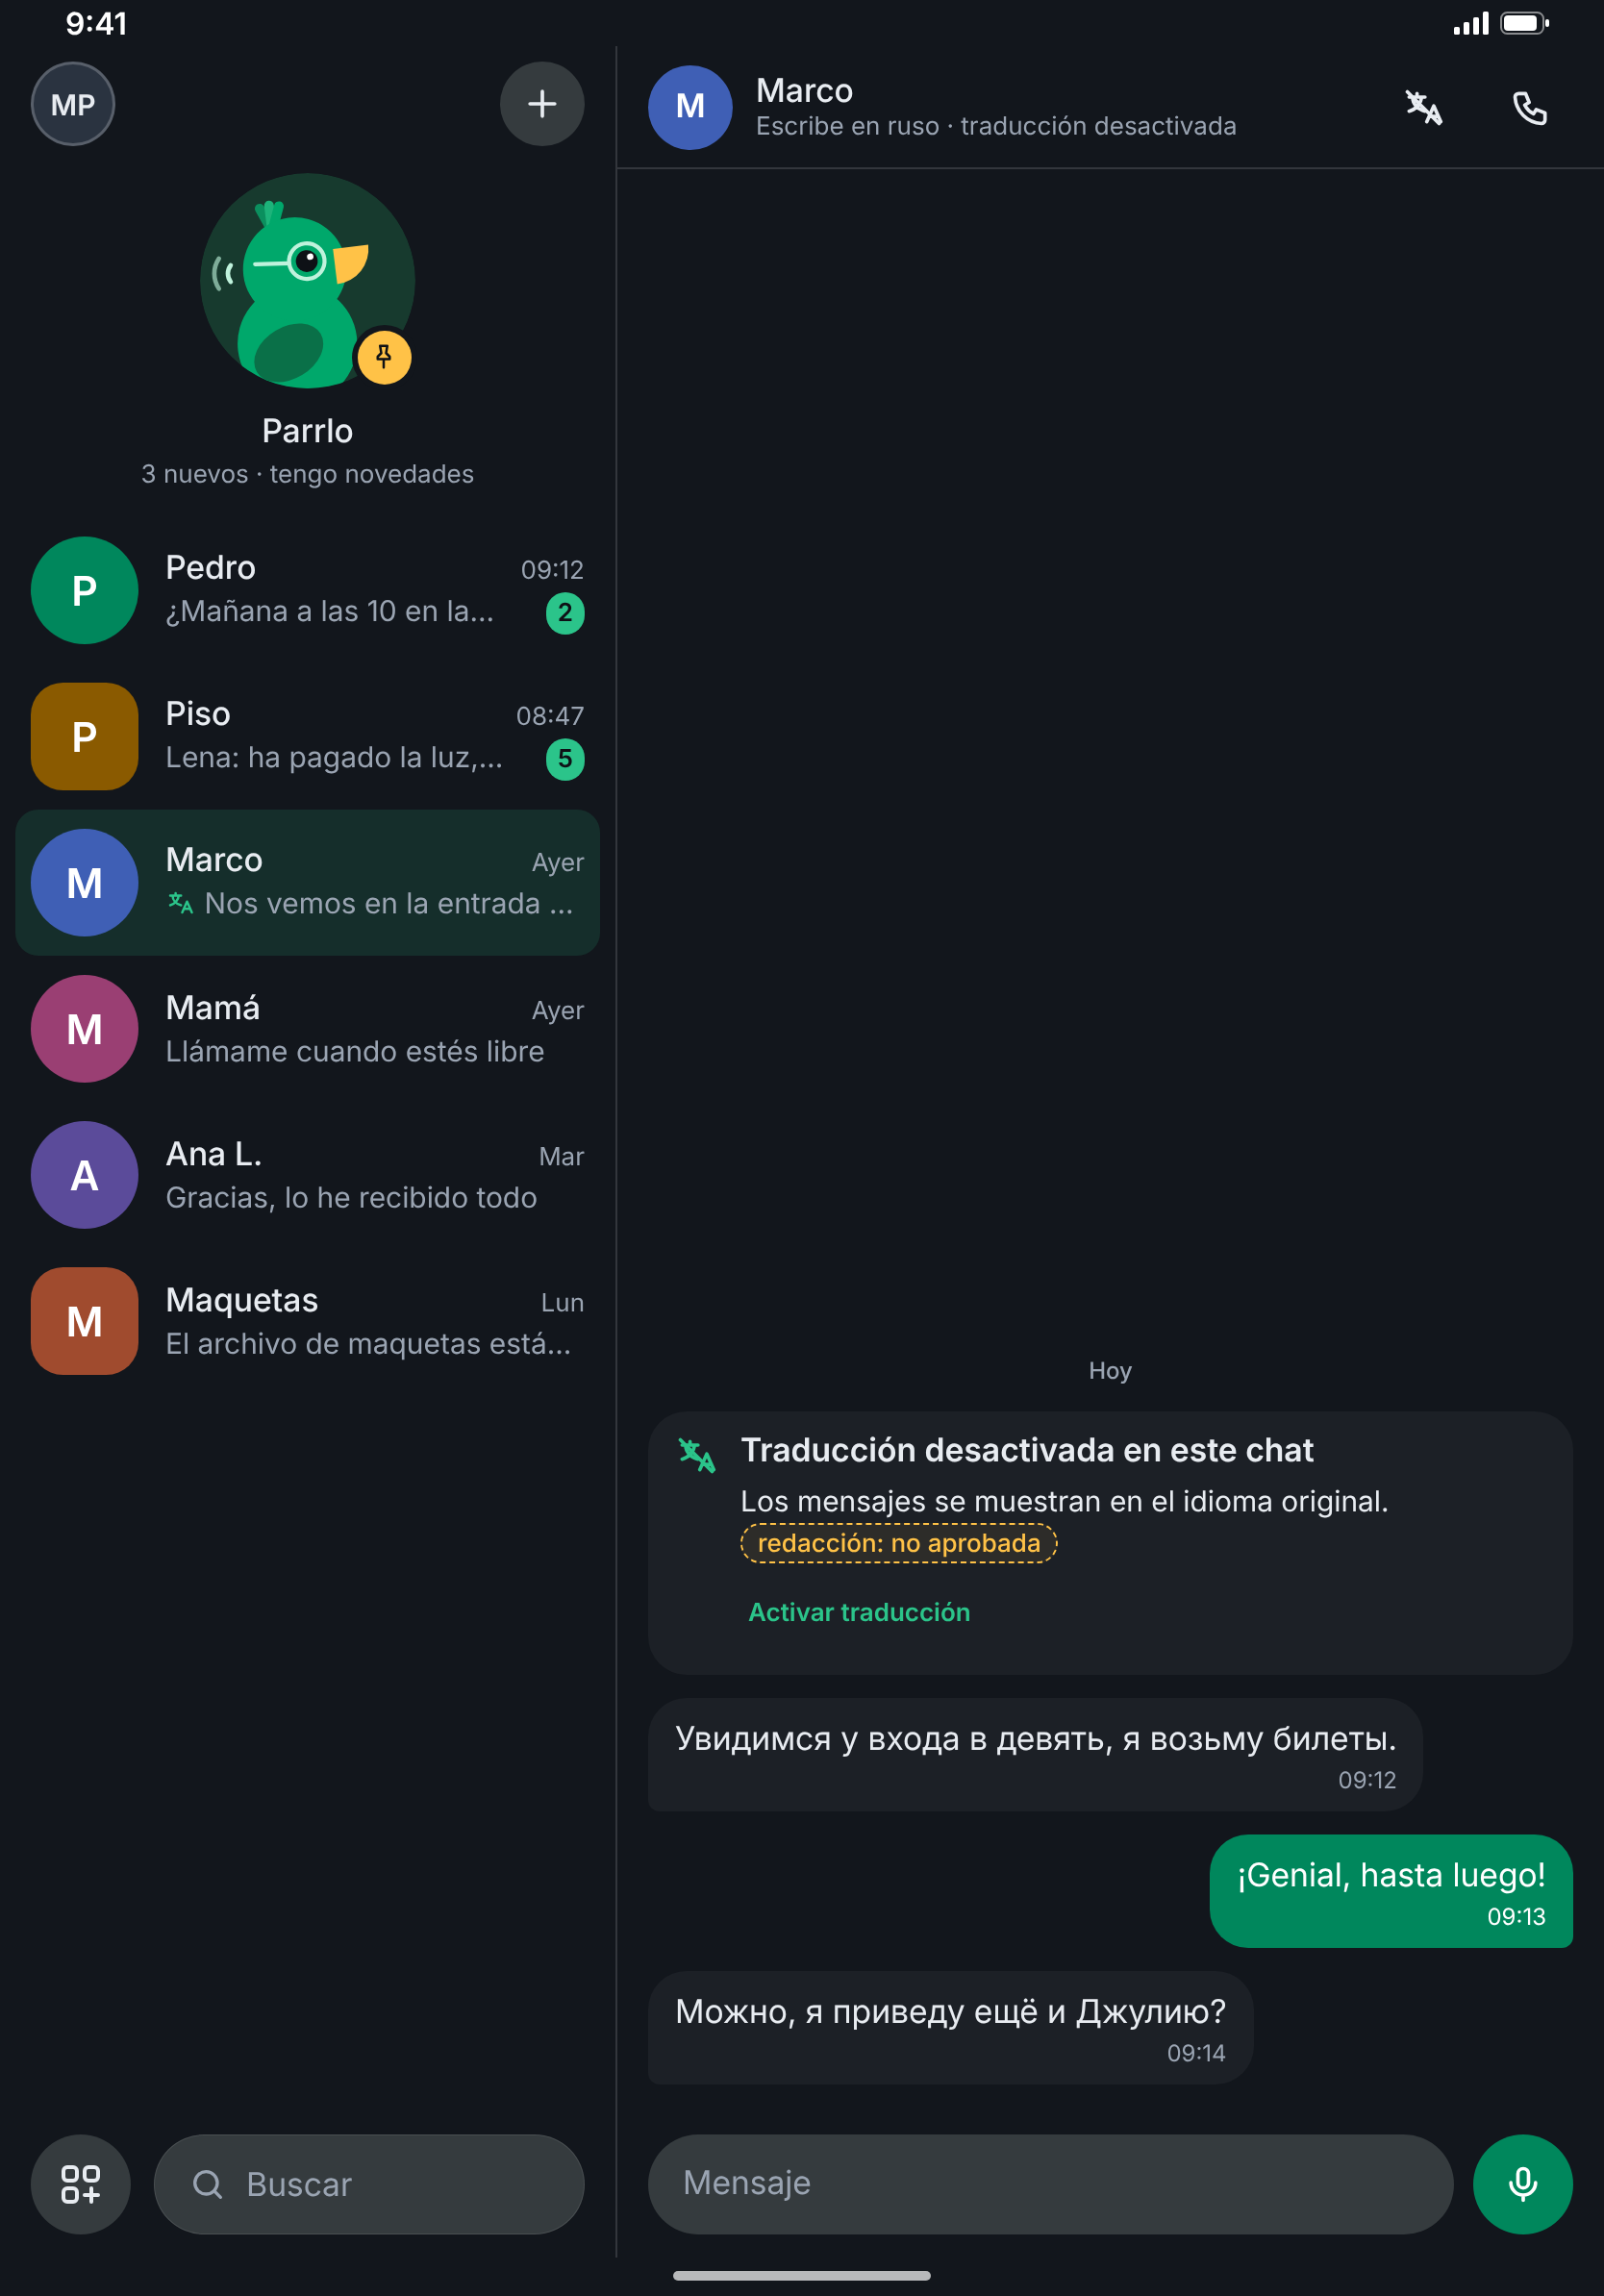 9:41
MP
Parrlo
3 nuevos · tengo novedades
P
Pedro
09:12
¿Mañana a las 10 en la...
2
P
Piso
08:47
Lena: ha pagado la luz,...
5
M
Marco
Ayer
Nos vemos en la entrada ...
M
Mamá
Ayer
Llámame cuando estés libre
A
Ana L.
Mar
Gracias, lo he recibido todo
M
Maquetas
Lun
El archivo de maquetas está...
Buscar
M
Marco
Escribe en ruso · traducción desactivada
Hoy
Traducción desactivada en este chat
Los mensajes se muestran en el idioma original.
redacción: no aprobada
Activar traducción
Увидимся у входа в девять, я возьму билеты.
09:12
¡Genial, hasta luego!
09:13
Можно, я приведу ещё и Джулию?
09:14
Mensaje